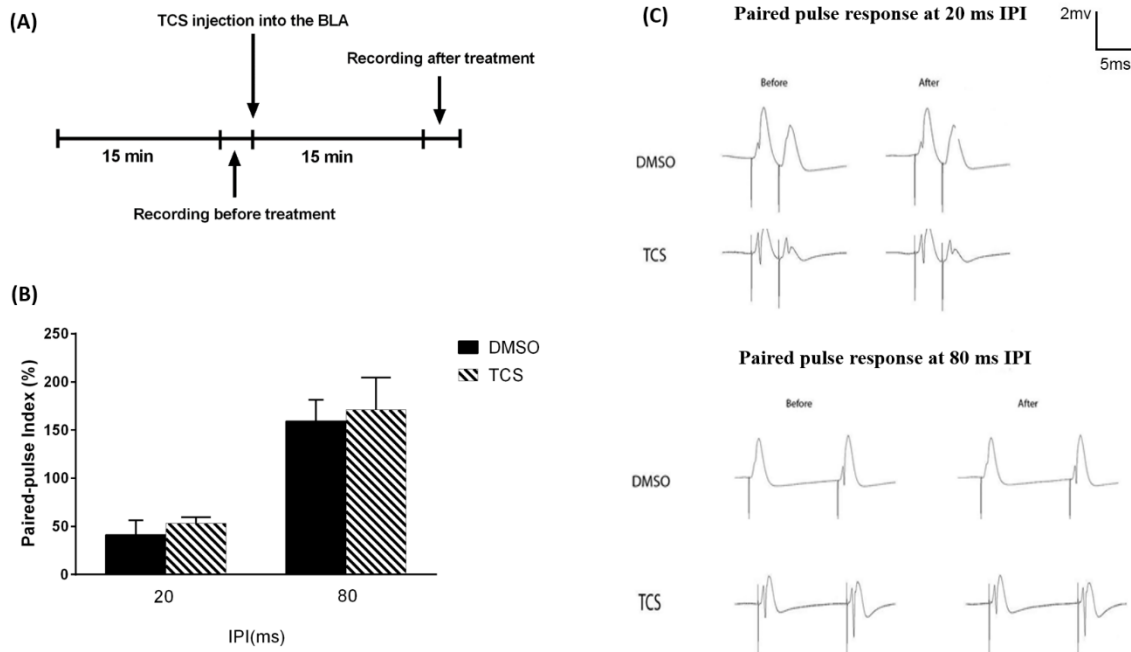 (A)
TCS injection into the BLA
Recording after treatment
15 min
15 min
Recording before treatment
(B)
250
200
150
100
50
0
Paired-pulse Index (%)
20
80
IPI(ms)
DMSO
TCS
(C)
Paired pulse response at 20 ms IPI
2mv
5ms
Before
After
DMSO
TCS
Paired pulse response at 80 ms IPI
Before
After
DMSO
TCS